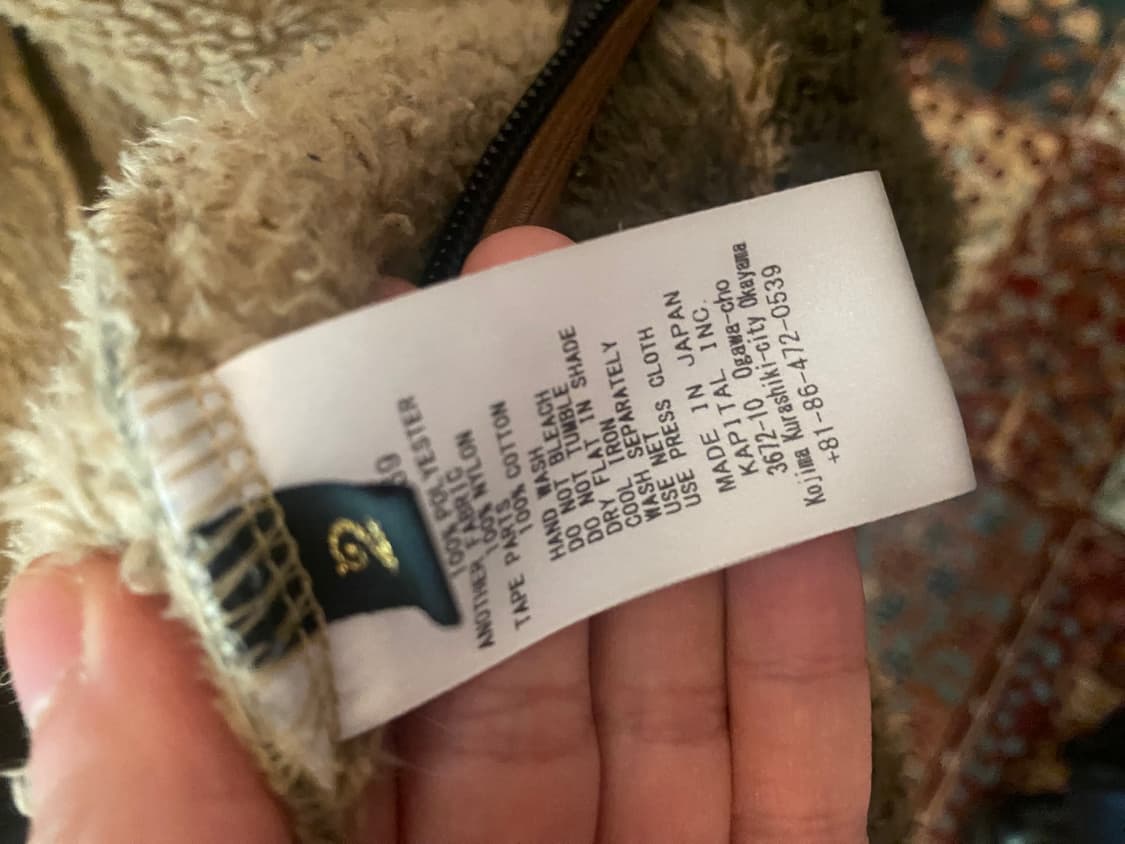 100% POLYESTER
ANOTHER FABRIC
100% NYLON
TAPE PARTS
100% COTTON
HAND WASH
DO NOT BLEACH
DO NOT TUMBLE
DRY FLAT IN SHADE
COOL IRON
WASH SEPARATELY
USE NET
USE PRESS CLOTH
MADE IN JAPAN
KAPITAL INC.
3672-10 Ogawa-cho
Kojima Kurashiki-city Okayama
+81-86-472-0539
2